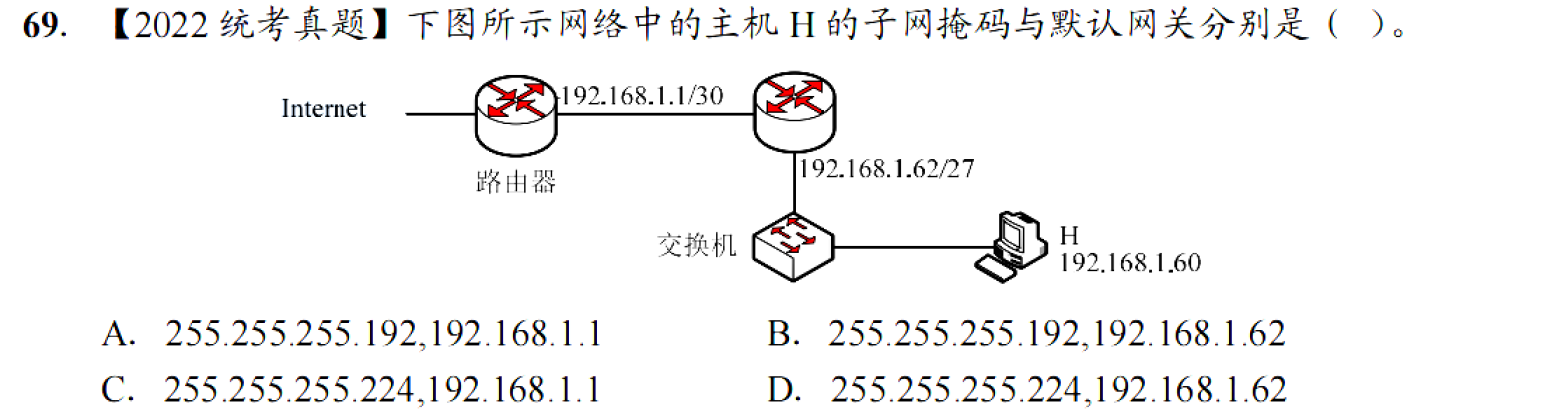 69. 【2022 统考真题】下图所示网络中的主机 H 的子网掩码与默认网关分别是（ ）。
Internet
192.168.1.1/30
路由器
192.168.1.62/27
交换机
H
192.168.1.60
A. 255.255.255.192,192.168.1.1 B. 255.255.255.192,192.168.1.62
C. 255.255.255.224,192.168.1.1 D. 255.255.255.224,192.168.1.62